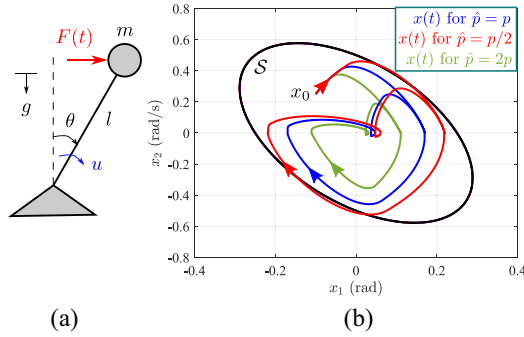 F(t)
m
g
θ
l
u
(a)
x(t) for p̂ = p
x(t) for p̂ = p/2
x(t) for p̂ = 2p
S
x₀
x₂ (rad/s)
0.8
0.6
0.4
0.2
0
-0.2
-0.4
-0.6
-0.8
-0.4 -0.2 0 0.2 0.4
x₁ (rad)
(b)